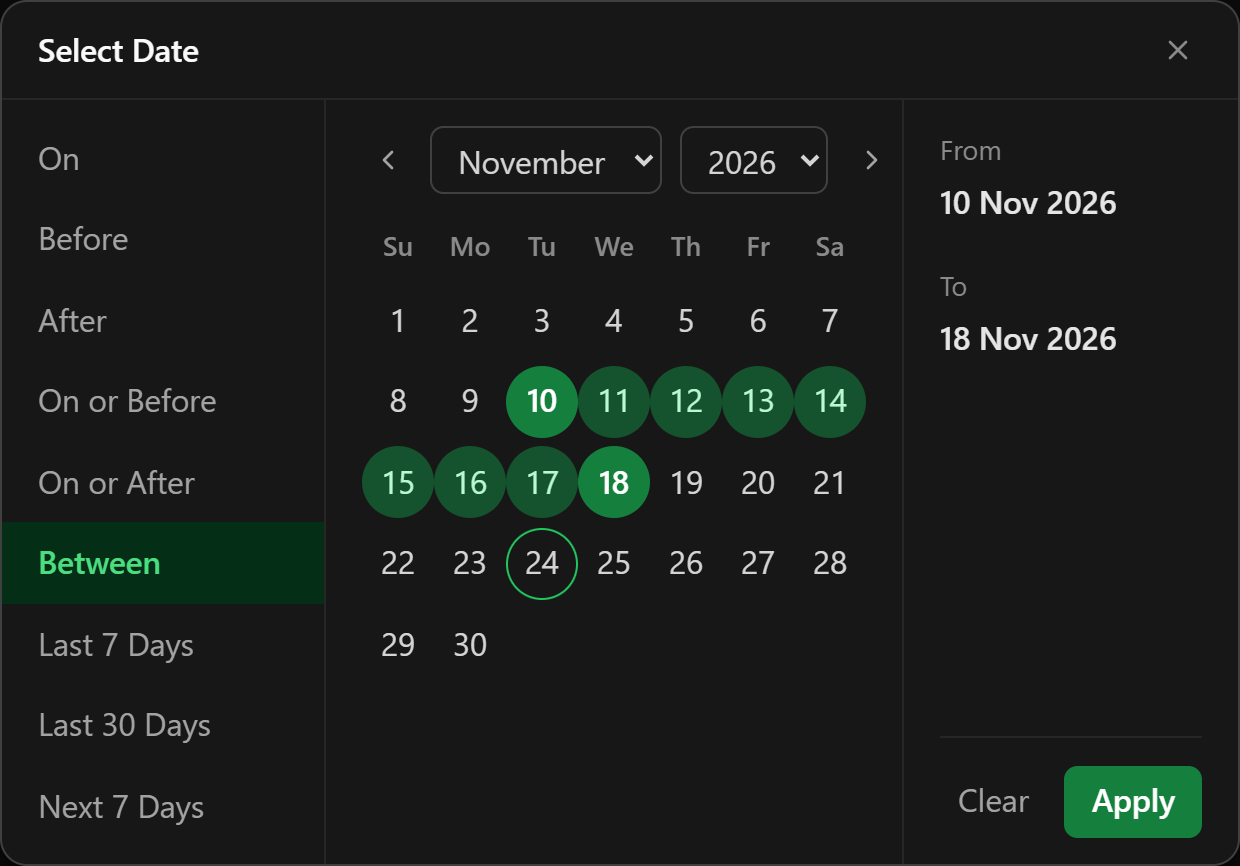 Select Date
On
Before
After
On or Before
On or After
Between
Last 7 Days
Last 30 Days
Next 7 Days
November 2026
Su Mo Tu We Th Fr Sa
1 2 3 4 5 6 7
8 9 10 11 12 13 14
15 16 17 18 19 20 21
22 23 24 25 26 27 28
29 30
From
10 Nov 2026
To
18 Nov 2026
Clear Apply